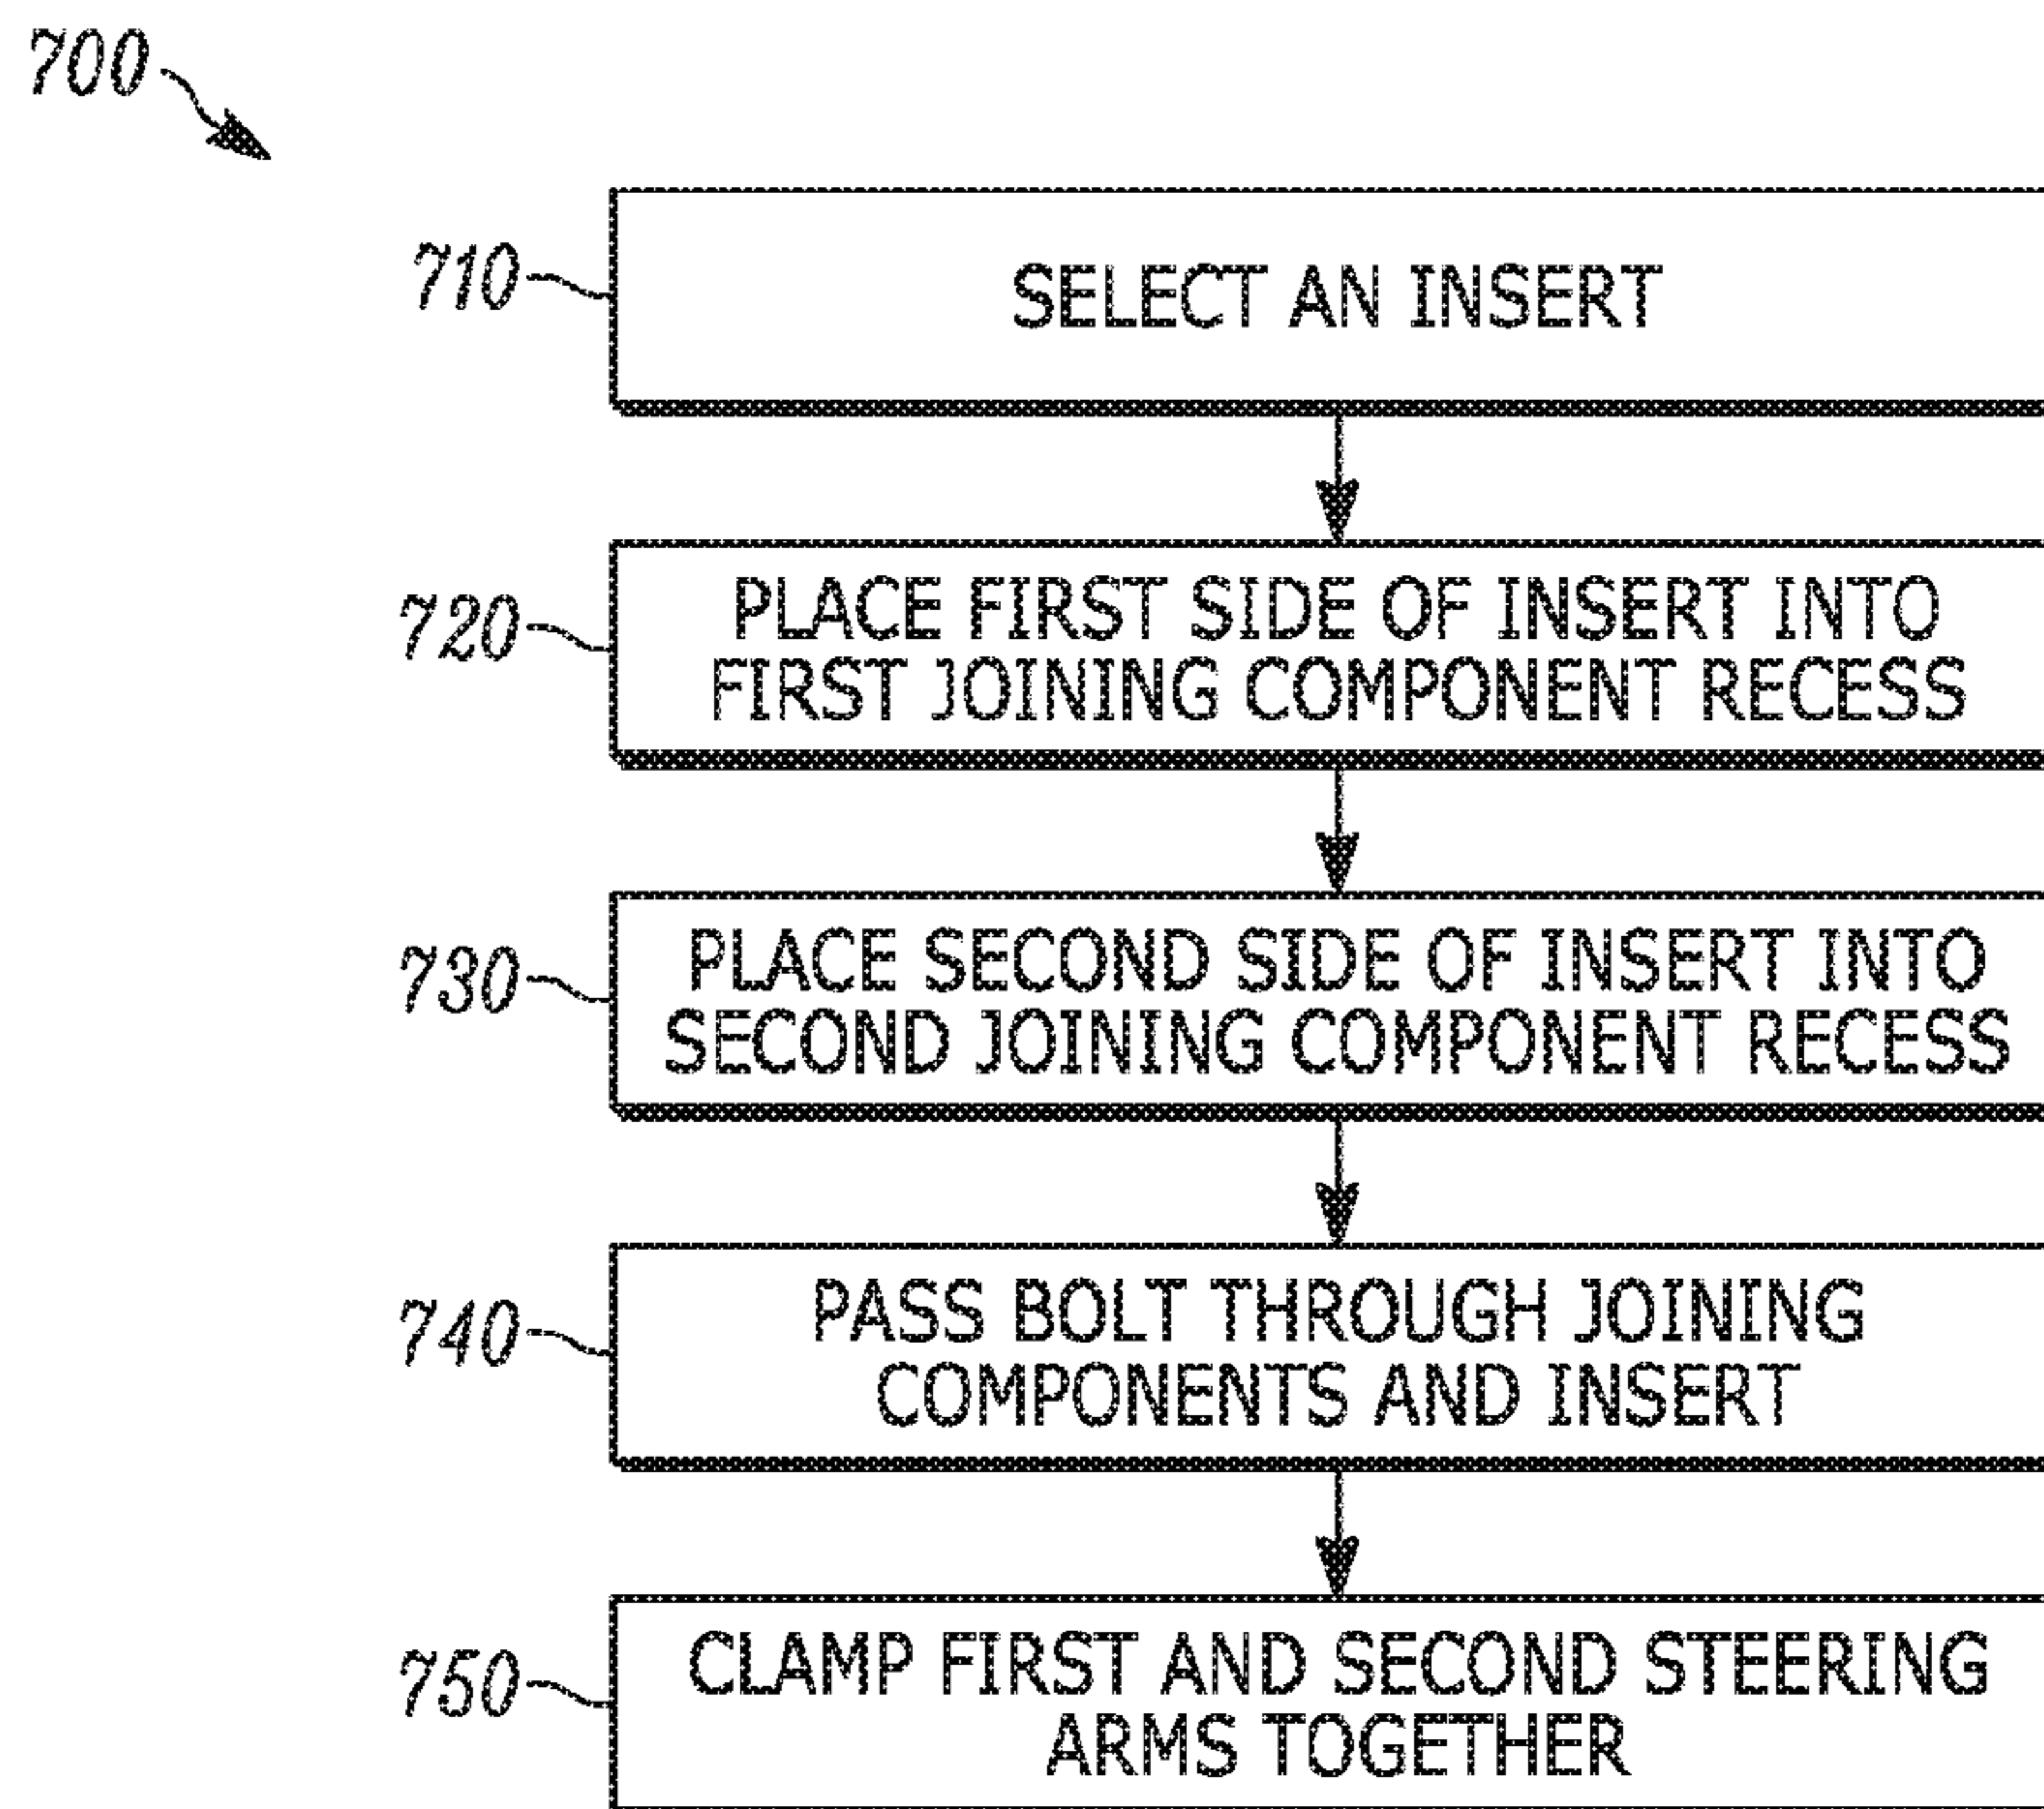 700
710
SELECT AN INSERT
720
PLACE FIRST SIDE OF INSERT INTO
FIRST JOINING COMPONENT RECESS
730
PLACE SECOND SIDE OF INSERT INTO
SECOND JOINING COMPONENT RECESS
740
PASS BOLT THROUGH JOINING
COMPONENTS AND INSERT
750
CLAMP FIRST AND SECOND STEERING
ARMS TOGETHER